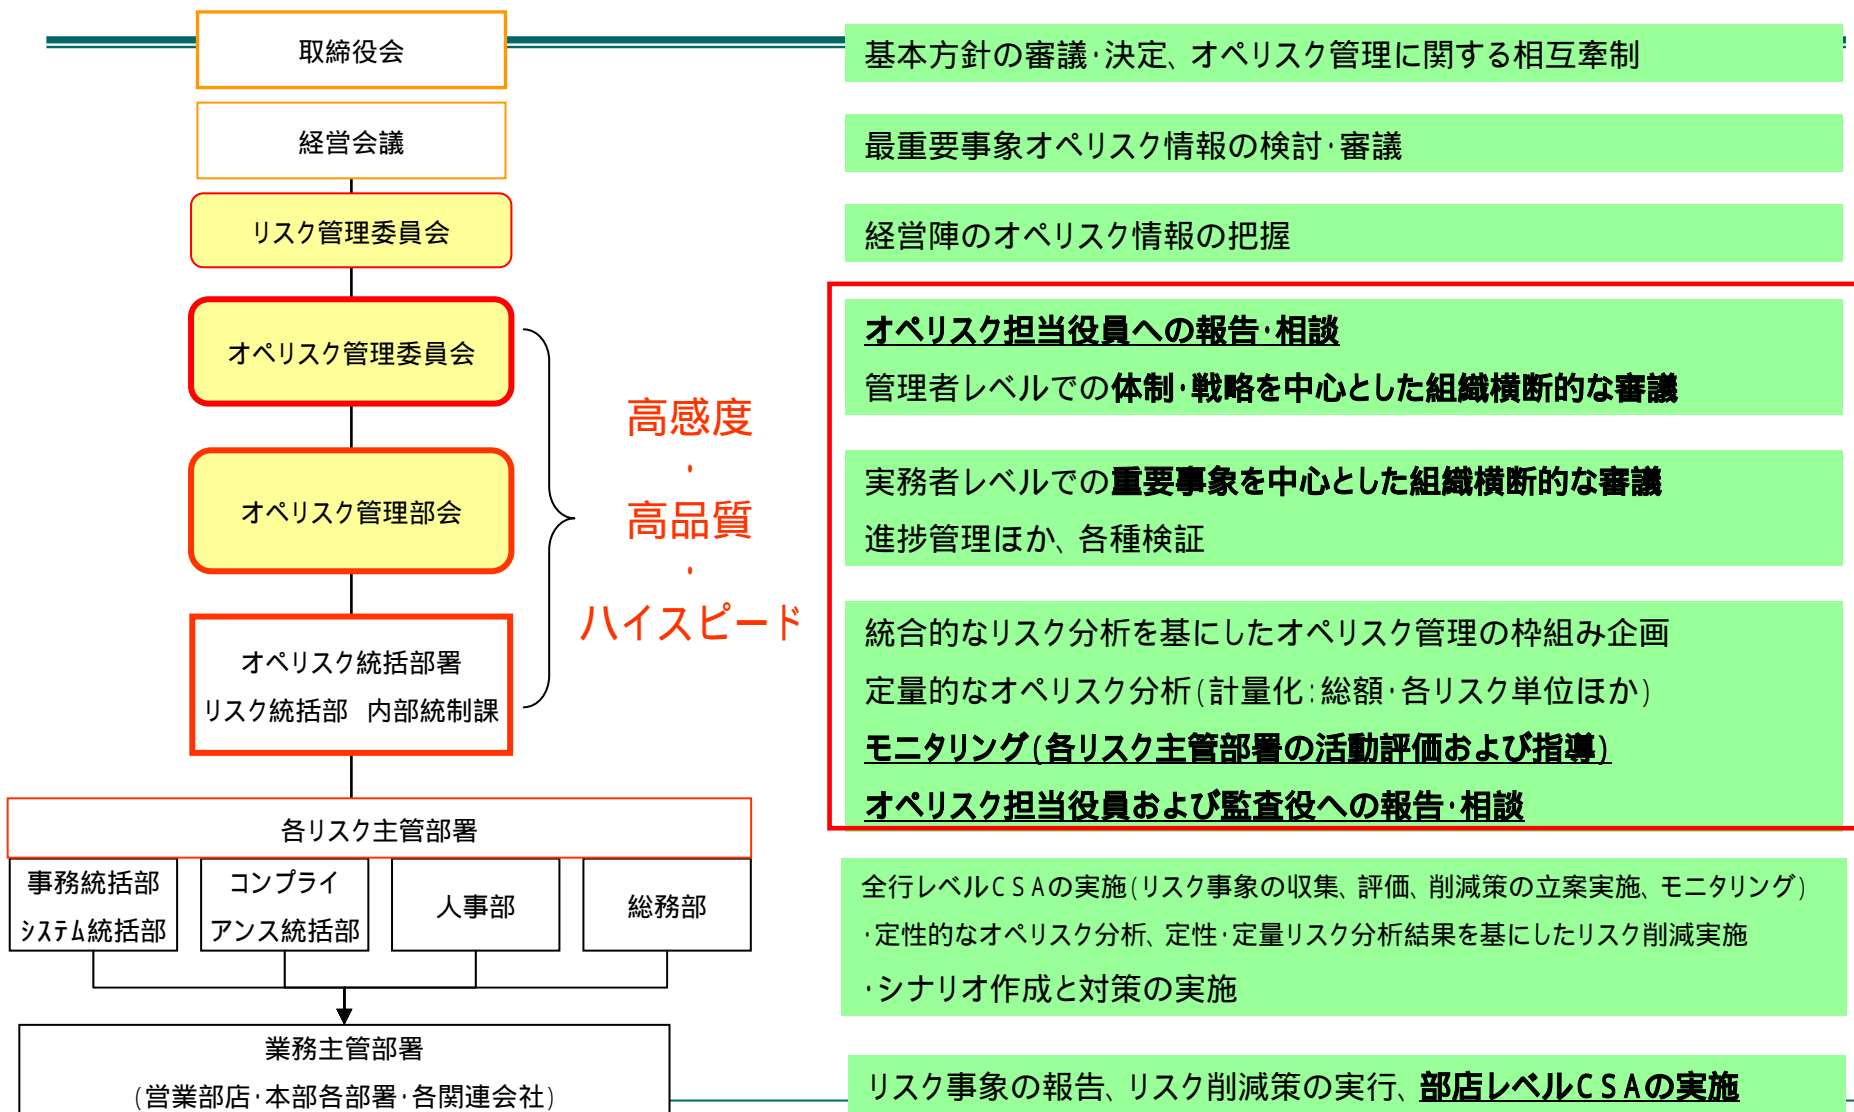 取締役会
基本方針の審議・決定、オペリスク管理に関する相互牽制
経営会議
最重要事象オペリスク情報の検討・審議
リスク管理委員会
経営陣のオペリスク情報の把握
オペリスク管理委員会
オペリスク担当役員への報告・相談
管理者レベルでの体制・戦略を中心とした組織横断的な審議
オペリスク管理部会
実務者レベルでの重要事象を中心とした組織横断的な審議
進捗管理ほか、各種検証
高感度
・
高品質
・
ハイスピード
オペリスク統括部署
リスク統括部 内部統制課
統合的なリスク分析を基にしたオペリスク管理の枠組み企画
定量的なオペリスク分析(計量化:総額・各リスク単位ほか)
モニタリング(各リスク主管部署の活動評価および指導)
オペリスク担当役員および監査役への報告・相談
各リスク主管部署
事務統括部
システム統括部
コンプライ
アンス統括部
人事部
総務部
全行レベルCSAの実施(リスク事象の収集、評価、削減策の立案実施、モニタリング)
・定性的なオペリスク分析、定性・定量リスク分析結果を基にしたリスク削減実施
・シナリオ作成と対策の実施
業務主管部署
(営業部店・本部各部署・各関連会社)
リスク事象の報告、リスク削減策の実行、部店レベルCSAの実施